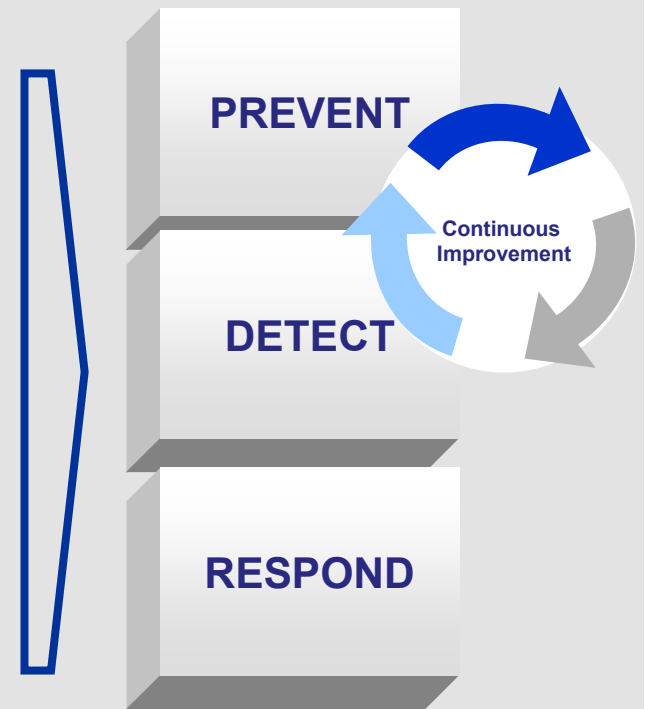 PREVENT
Continuous
Improvement
DETECT
RESPOND